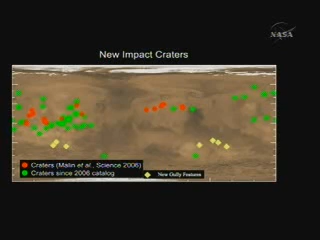 NASA
New Impact Craters
Craters (Malin et al., Science 2006)
Craters since 2006 catalog
New Gully Features